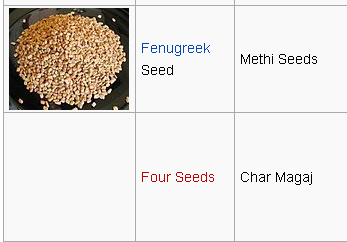 Fenugreek
Seed
Methi Seeds
Four Seeds
Char Magaj